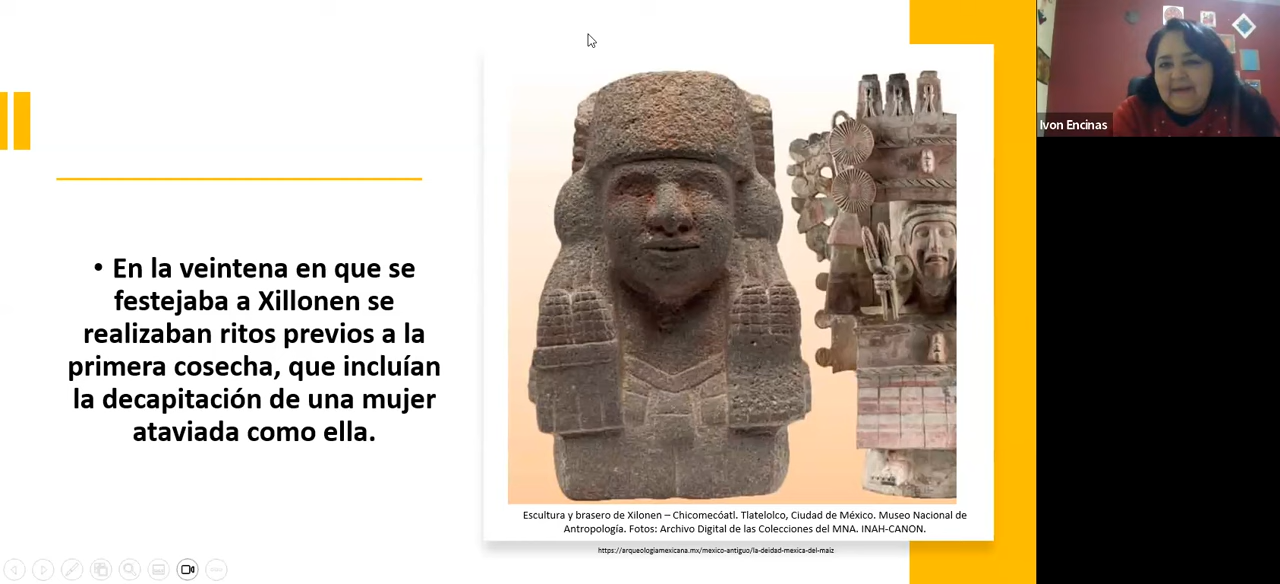 • En la veintena en que se
festejaba a Xillonen se
realizaban ritos previos a la
primera cosecha, que incluían
la decapitación de una mujer
ataviada como ella.
Escultura y brasero de Xilonen – Chicomecóatl. Tlatelolco, Ciudad de México. Museo Nacional de
Antropología. Fotos: Archivo Digital de las Colecciones del MNA. INAH-CANON.
https://arqueologiamexicana.mx/mexico-antiguo/la-deidad-mexica-del-maiz
Ivon Encinas